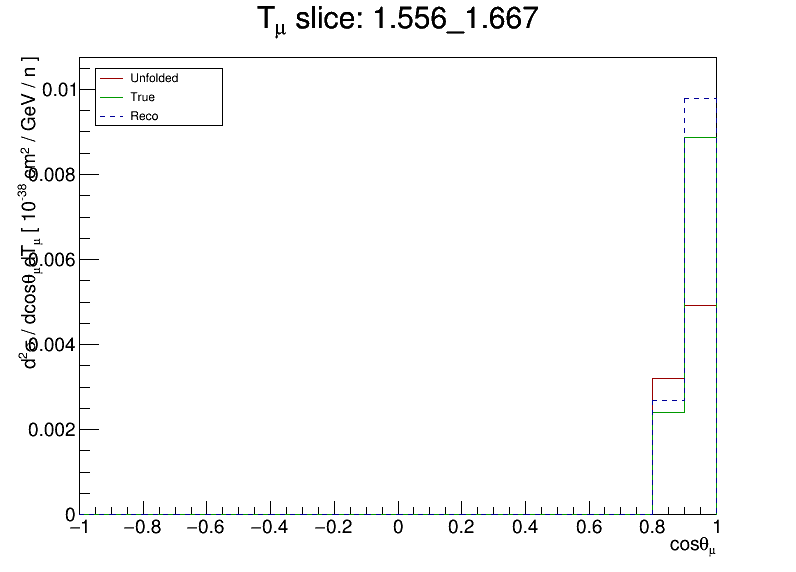 Tμ slice: 1.556_1.667
d²σ / dcosθμdTμ [ 10⁻³⁸ cm² / GeV / n ]
Unfolded
True
Reco
0.01
0.008
0.006
0.004
0.002
0
−1 −0.8 −0.6 −0.4 −0.2 0 0.2 0.4 0.6 0.8 1
cosθμ